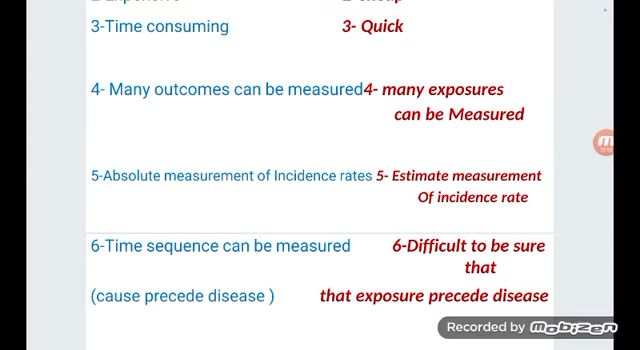 3-Time consuming 3- Quick
4- Many outcomes can be measured 4- many exposures
can be Measured
5-Absolute measurement of Incidence rates 5- Estimate measurement
Of incidence rate
6-Time sequence can be measured 6-Difficult to be sure
that
(cause precede disease ) that exposure precede disease
Recorded by Mobizen